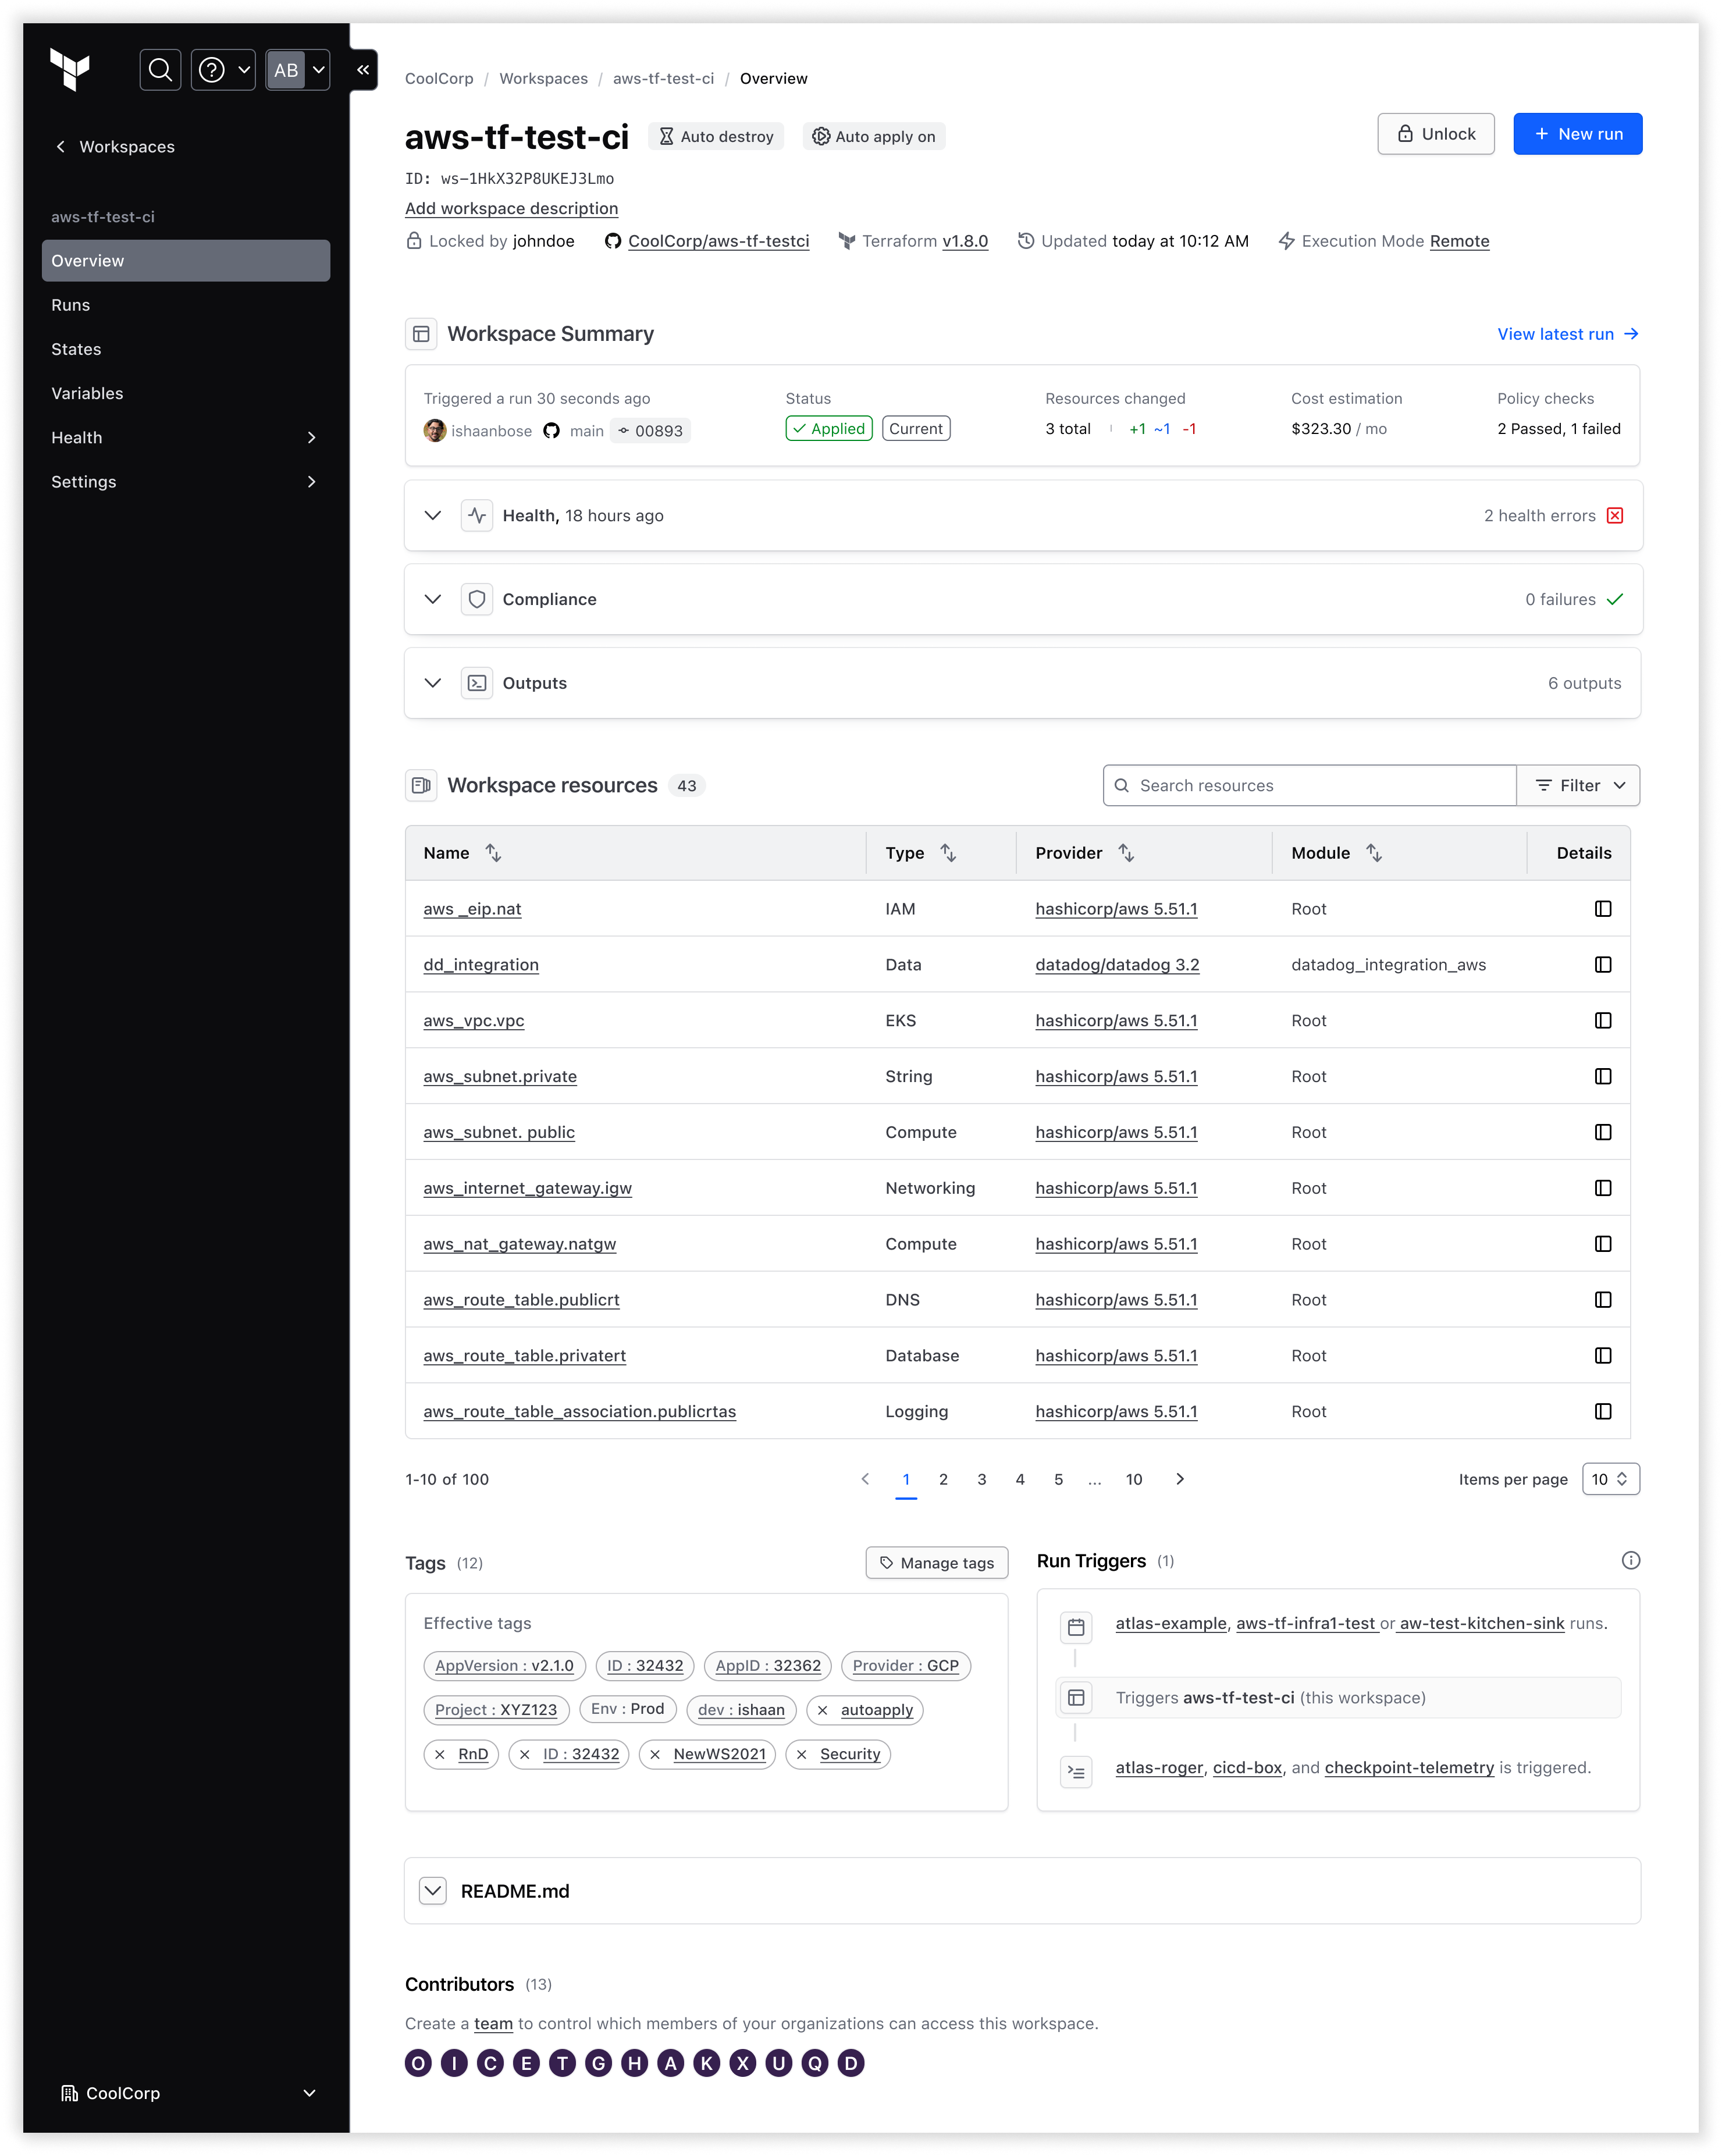 AB
Workspaces
aws-tf-test-ci
Overview
Runs
States
Variables
Health
Settings
CoolCorp
CoolCorp / Workspaces / aws-tf-test-ci / Overview
aws-tf-test-ci Auto destroy Auto apply on
Unlock + New run
ID: ws-1HkX32P8UKEJ3Lmo
Add workspace description
Locked by johndoe CoolCorp/aws-tf-testci Terraform v1.8.0 Updated today at 10:12 AM Execution Mode Remote
Workspace Summary View latest run
Triggered a run 30 seconds ago Status Resources changed Cost estimation Policy checks
ishaanbose main 00893 Applied Current 3 total +1 ~1 -1 $323.30 / mo 2 Passed, 1 failed
Health, 18 hours ago 2 health errors
Compliance 0 failures
Outputs 6 outputs
Workspace resources 43 Search resources Filter
Name Type Provider Module Details
aws _eip.nat IAM hashicorp/aws 5.51.1 Root
dd_integration Data datadog/datadog 3.2 datadog_integration_aws
aws_vpc.vpc EKS hashicorp/aws 5.51.1 Root
aws_subnet.private String hashicorp/aws 5.51.1 Root
aws_subnet. public Compute hashicorp/aws 5.51.1 Root
aws_internet_gateway.igw Networking hashicorp/aws 5.51.1 Root
aws_nat_gateway.natgw Compute hashicorp/aws 5.51.1 Root
aws_route_table.publicrt DNS hashicorp/aws 5.51.1 Root
aws_route_table.privatert Database hashicorp/aws 5.51.1 Root
aws_route_table_association.publicrtas Logging hashicorp/aws 5.51.1 Root
1-10 of 100 1 2 3 4 5 ... 10 Items per page 10
Tags (12) Manage tags
Effective tags
AppVersion : v2.1.0 ID : 32432 AppID : 32362 Provider : GCP
Project : XYZ123 Env : Prod dev : ishaan autoapply
RnD ID : 32432 NewWS2021 Security
Run Triggers (1)
atlas-example, aws-tf-infra1-test or aw-test-kitchen-sink runs.
Triggers aws-tf-test-ci (this workspace)
atlas-roger, cicd-box, and checkpoint-telemetry is triggered.
README.md
Contributors (13)
Create a team to control which members of your organizations can access this workspace.
O I C E T G H A K X U Q D